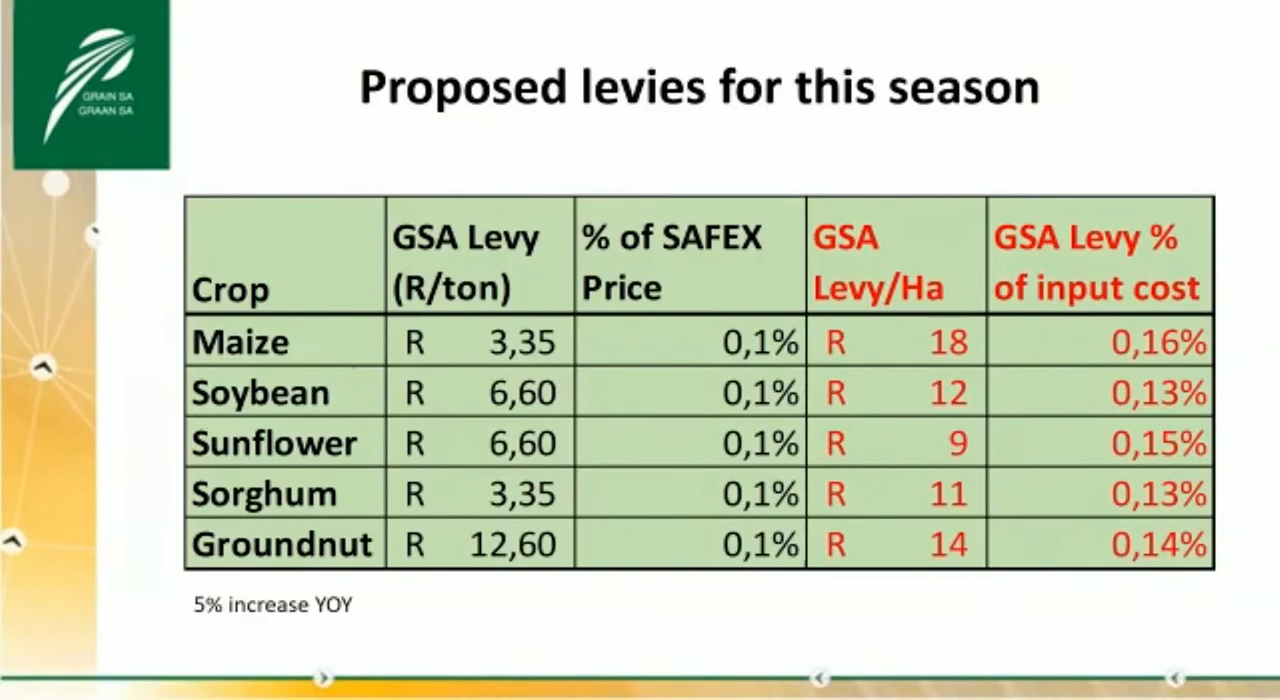 GRAIN SA
GRAAN SA
Proposed levies for this season
Crop GSA Levy (R/ton) % of SAFEX Price GSA Levy/Ha GSA Levy % of input cost
Maize R 3,35 0,1% R 18 0,16%
Soybean R 6,60 0,1% R 12 0,13%
Sunflower R 6,60 0,1% R 9 0,15%
Sorghum R 3,35 0,1% R 11 0,13%
Groundnut R 12,60 0,1% R 14 0,14%
5% increase YOY